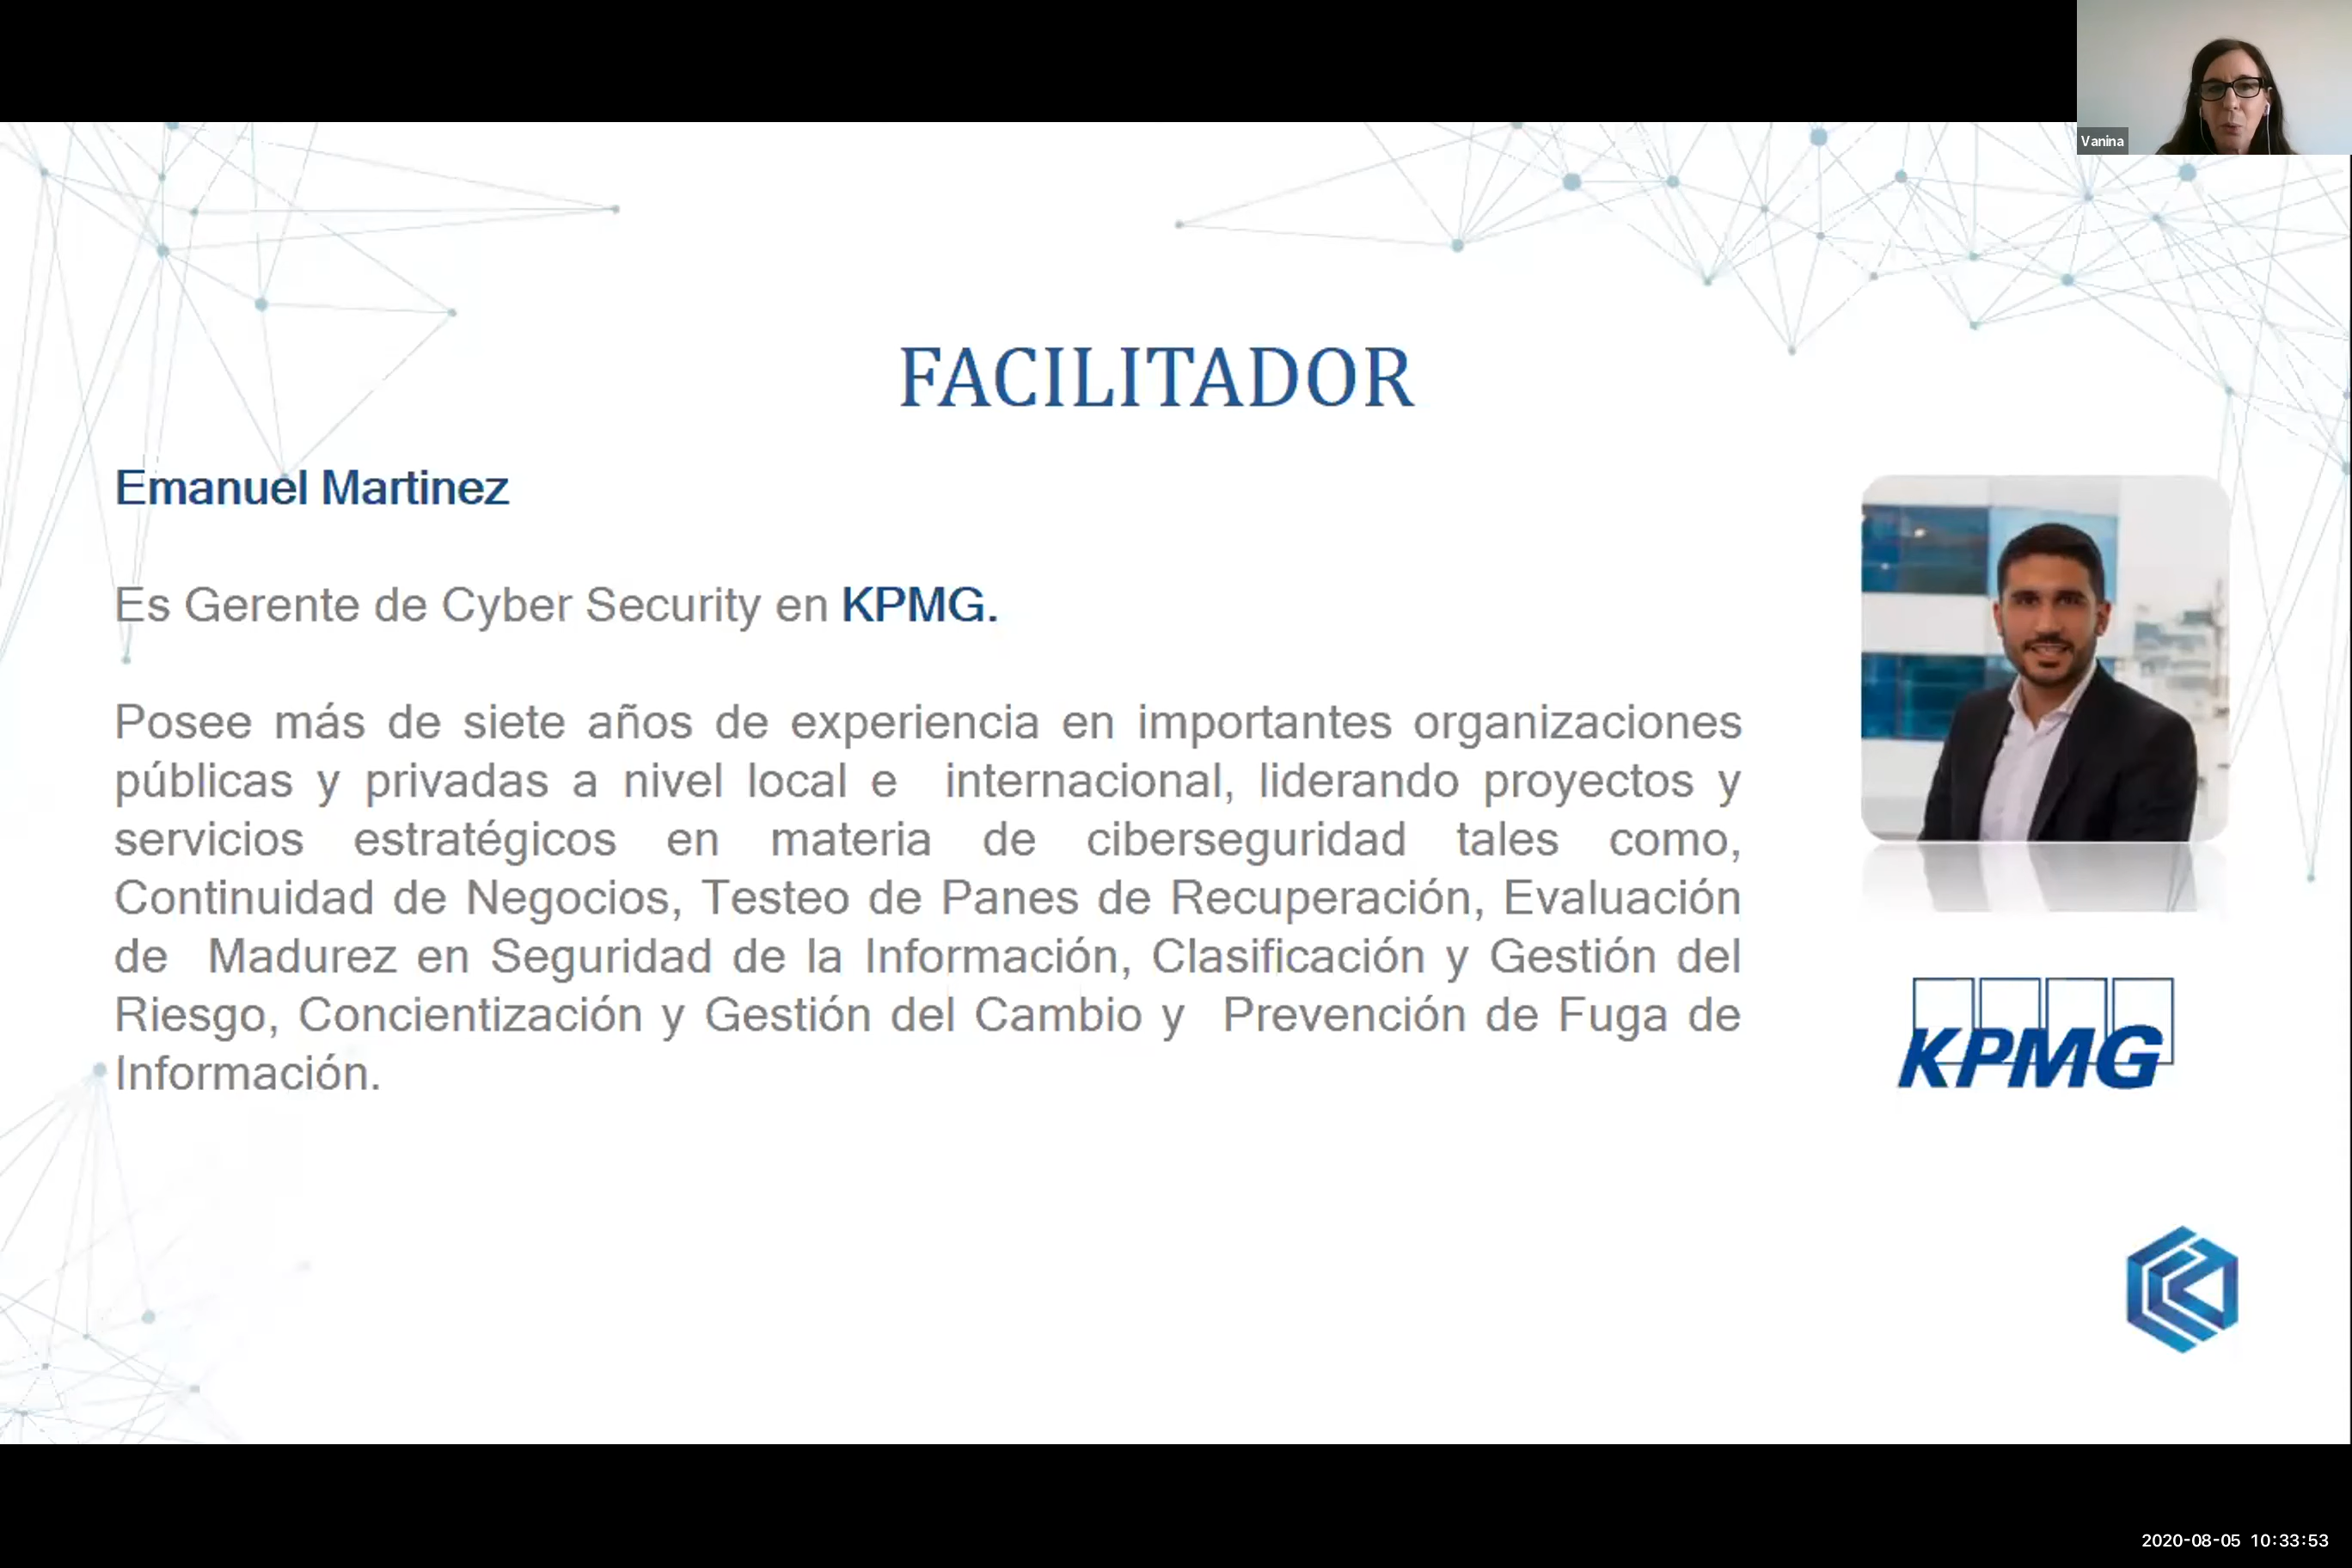 Vanina
FACILITADOR
Emanuel Martinez
Es Gerente de Cyber Security en KPMG.
Posee más de siete años de experiencia en importantes organizaciones
públicas y privadas a nivel local e internacional, liderando proyectos y
servicios estratégicos en materia de ciberseguridad tales como,
Continuidad de Negocios, Testeo de Panes de Recuperación, Evaluación
de Madurez en Seguridad de la Información, Clasificación y Gestión del
Riesgo, Concientización y Gestión del Cambio y Prevención de Fuga de
Información.
KPMG
2020-08-05 10:33:53